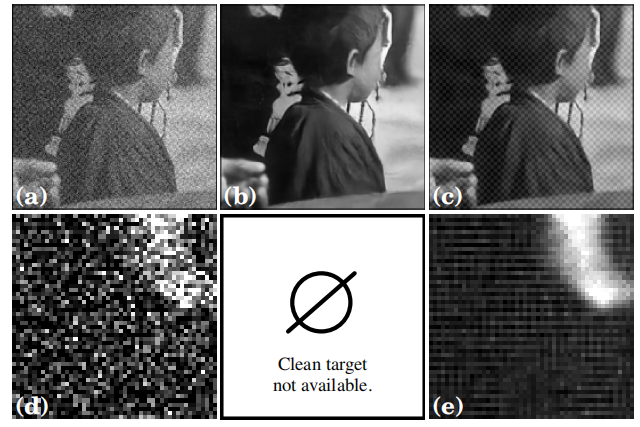 (a)
(b)
(c)
(d)
Clean target
not available.
(e)